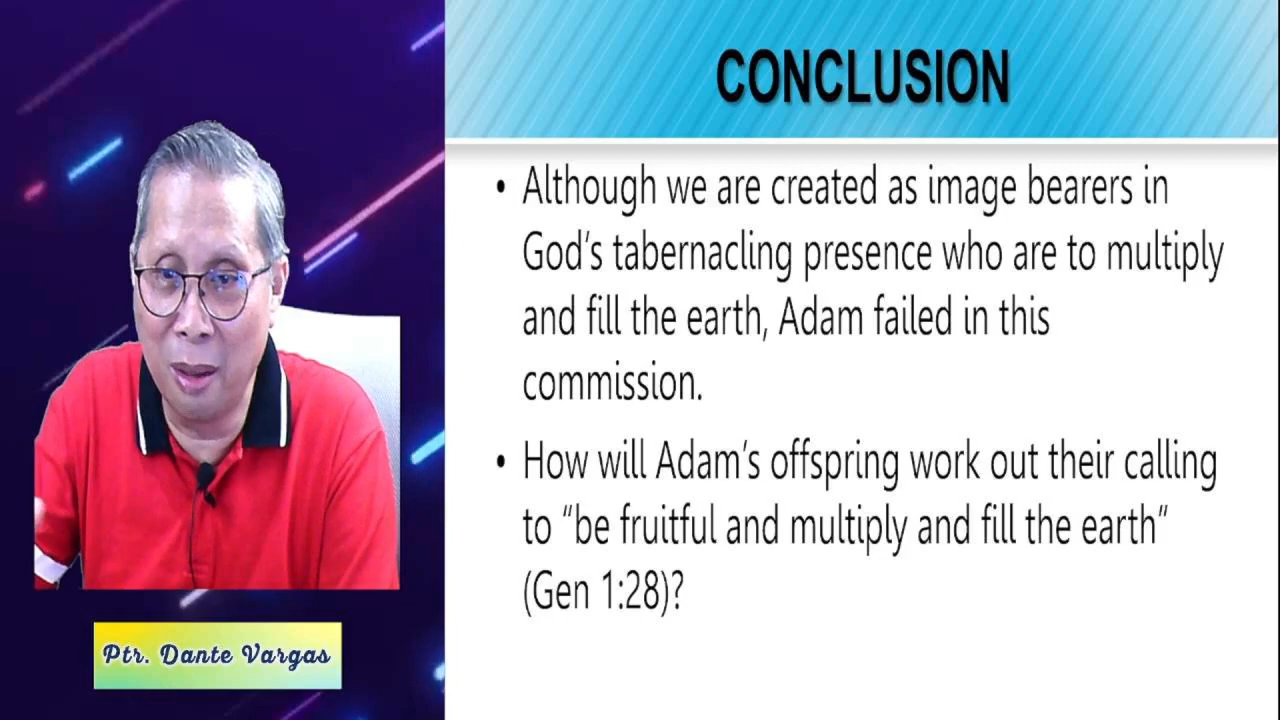 CONCLUSION
• Although we are created as image bearers in
God’s tabernacling presence who are to multiply
and fill the earth, Adam failed in this
commission.
• How will Adam’s offspring work out their calling
to “be fruitful and multiply and fill the earth”
(Gen 1:28)?
Ptr. Dante Vargas